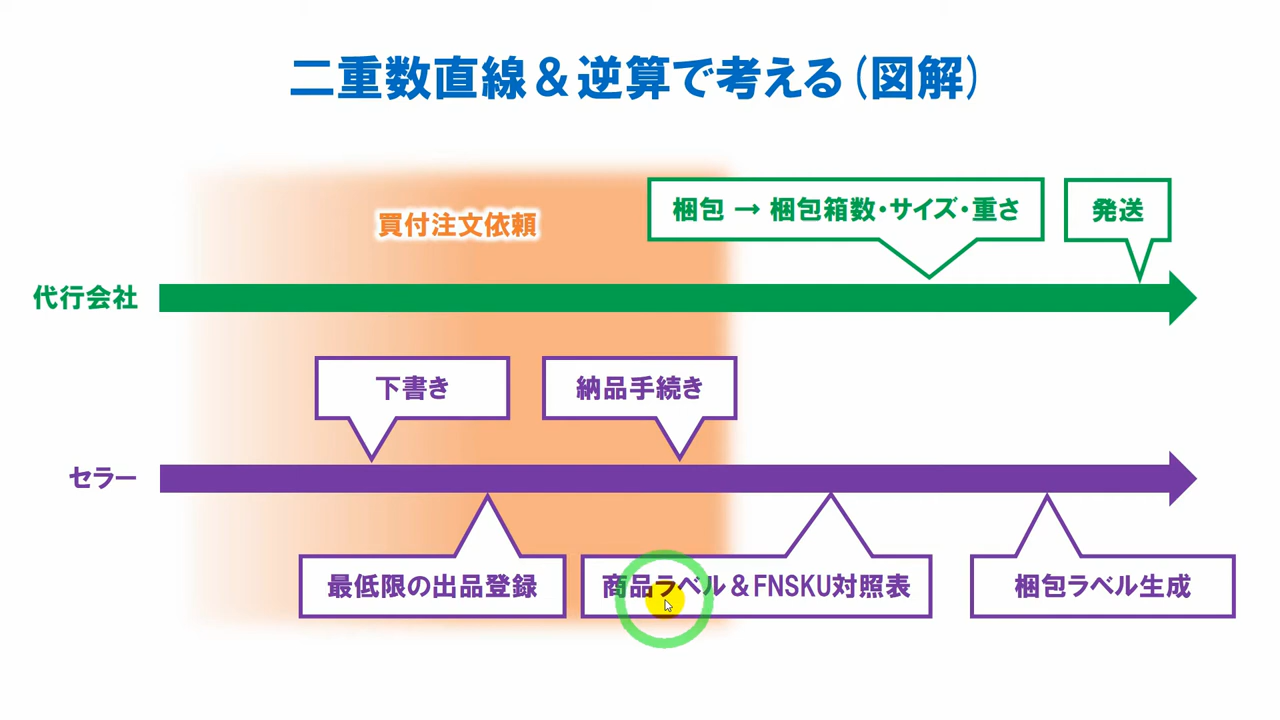 二重数直線＆逆算で考える（図解）
買付注文依頼
梱包 → 梱包箱数・サイズ・重さ
発送
代行会社
下書き
納品手続き
セラー
最低限の出品登録
商品ラベル＆FNSKU対照表
梱包ラベル生成